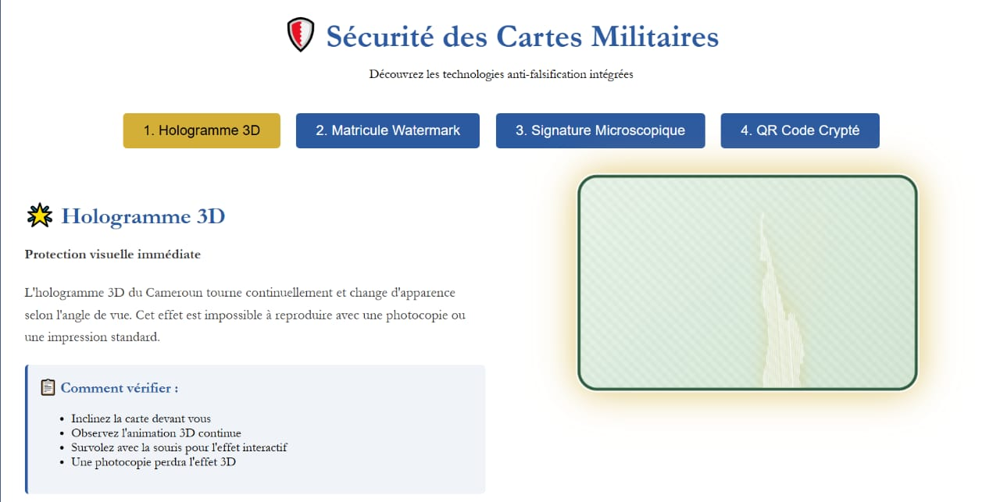 Sécurité des Cartes Militaires
Découvrez les technologies anti-falsification intégrées
1. Hologramme 3D
2. Matricule Watermark
3. Signature Microscopique
4. QR Code Crypté
Hologramme 3D
Protection visuelle immédiate
L'hologramme 3D du Cameroun tourne continuellement et change d'apparence
selon l'angle de vue. Cet effet est impossible à reproduire avec une photocopie ou
une impression standard.
Comment vérifier :
• Inclinez la carte devant vous
• Observez l'animation 3D continue
• Survolez avec la souris pour l'effet interactif
• Une photocopie perdra l'effet 3D